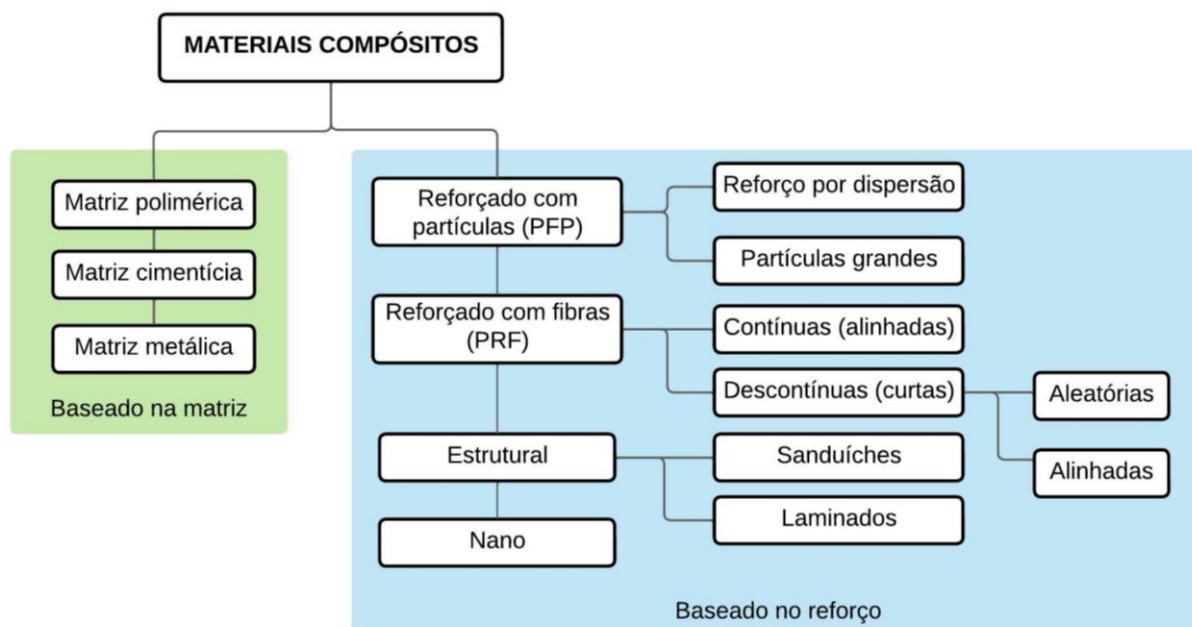 MATERIAIS COMPÓSITOS
Matriz polimérica
Matriz cimentícia
Matriz metálica
Baseado na matriz
Reforçado com
partículas (PFP)
Reforço por dispersão
Partículas grandes
Reforçado com fibras
(PRF)
Contínuas (alinhadas)
Descontínuas (curtas)
Aleatórias
Alinhadas
Estrutural
Sanduíches
Laminados
Nano
Baseado no reforço